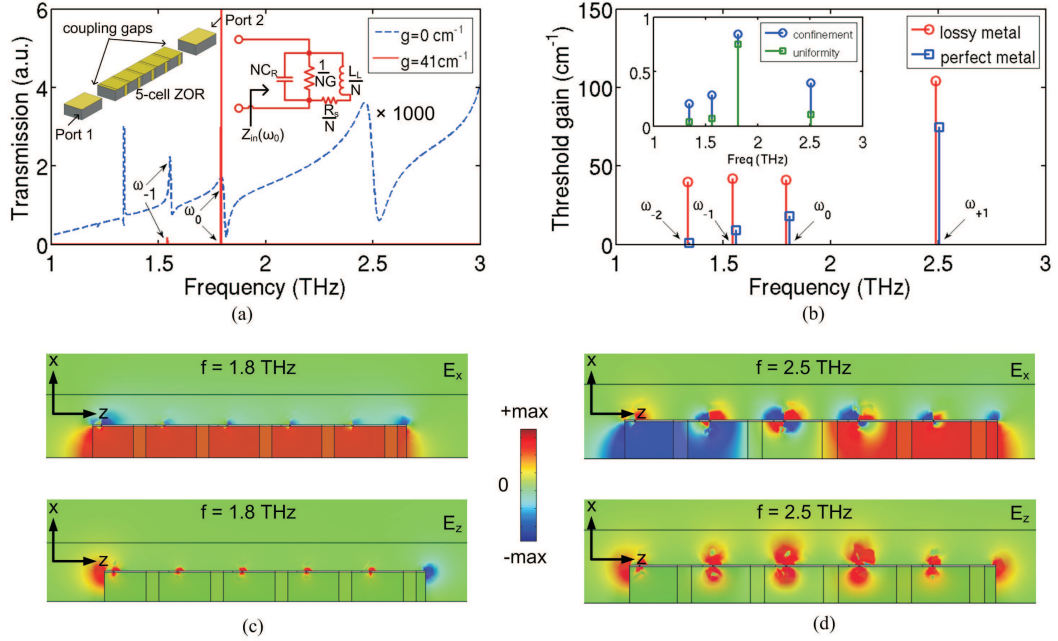 Transmission (a.u.)
6
4
2
0
1
1.5
2
2.5
3
Frequency (THz)
(a)
coupling gaps
Port 2
5-cell ZOR
Port 1
NC_R
1/NG
L_L/N
R_s/N
Z_in(ω_0)
g=0 cm^-1
g=41cm^-1
× 1000
ω_-1
ω_0
Threshold gain (cm^-1)
150
100
50
0
1
1.5
2
2.5
3
Frequency (THz)
(b)
1
0.5
0
1
1.5
2
2.5
3
Freq (THz)
confinement
uniformity
lossy metal
perfect metal
ω_-2
ω_-1
ω_0
ω_+1
x
z
f = 1.8 THz
E_x
x
z
f = 1.8 THz
E_z
(c)
+max
0
-max
x
z
f = 2.5 THz
E_x
x
z
f = 2.5 THz
E_z
(d)